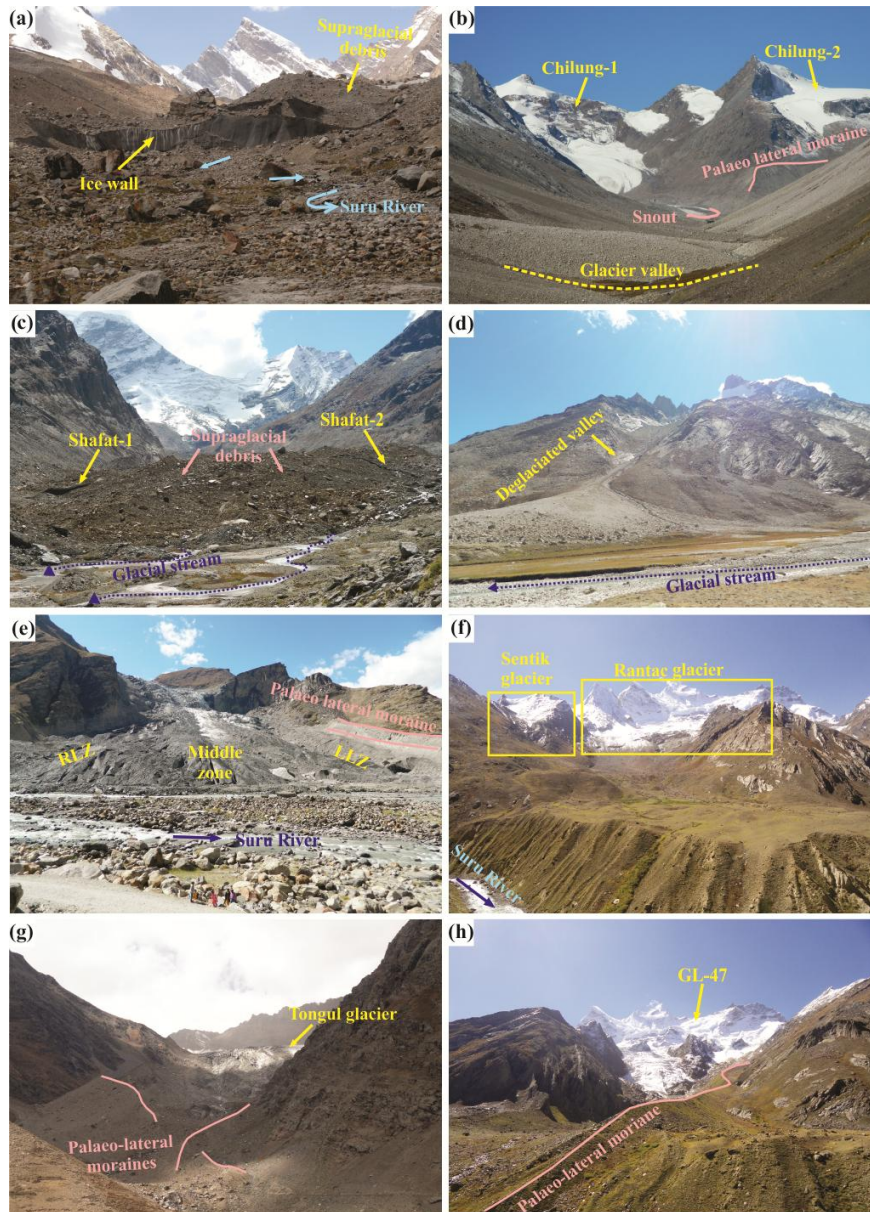 (a)
Supraglacial
debris
Ice wall
Suru River
(b)
Chilung-1
Chilung-2
Palaeo lateral moraine
Snout
Glacier valley
(c)
Shafat-1
Supraglacial
debris
Shafat-2
Glacial stream
(d)
Deglaciated valley
Glacial stream
(e)
Palaeo lateral moraine
RLZ
Middle
zone
LLZ
Suru River
(f)
Sentik
glacier
Rantac glacier
Suru River
(g)
Tongul glacier
Palaeo-lateral
moraines
(h)
GL-47
Palaeo-lateral moriane